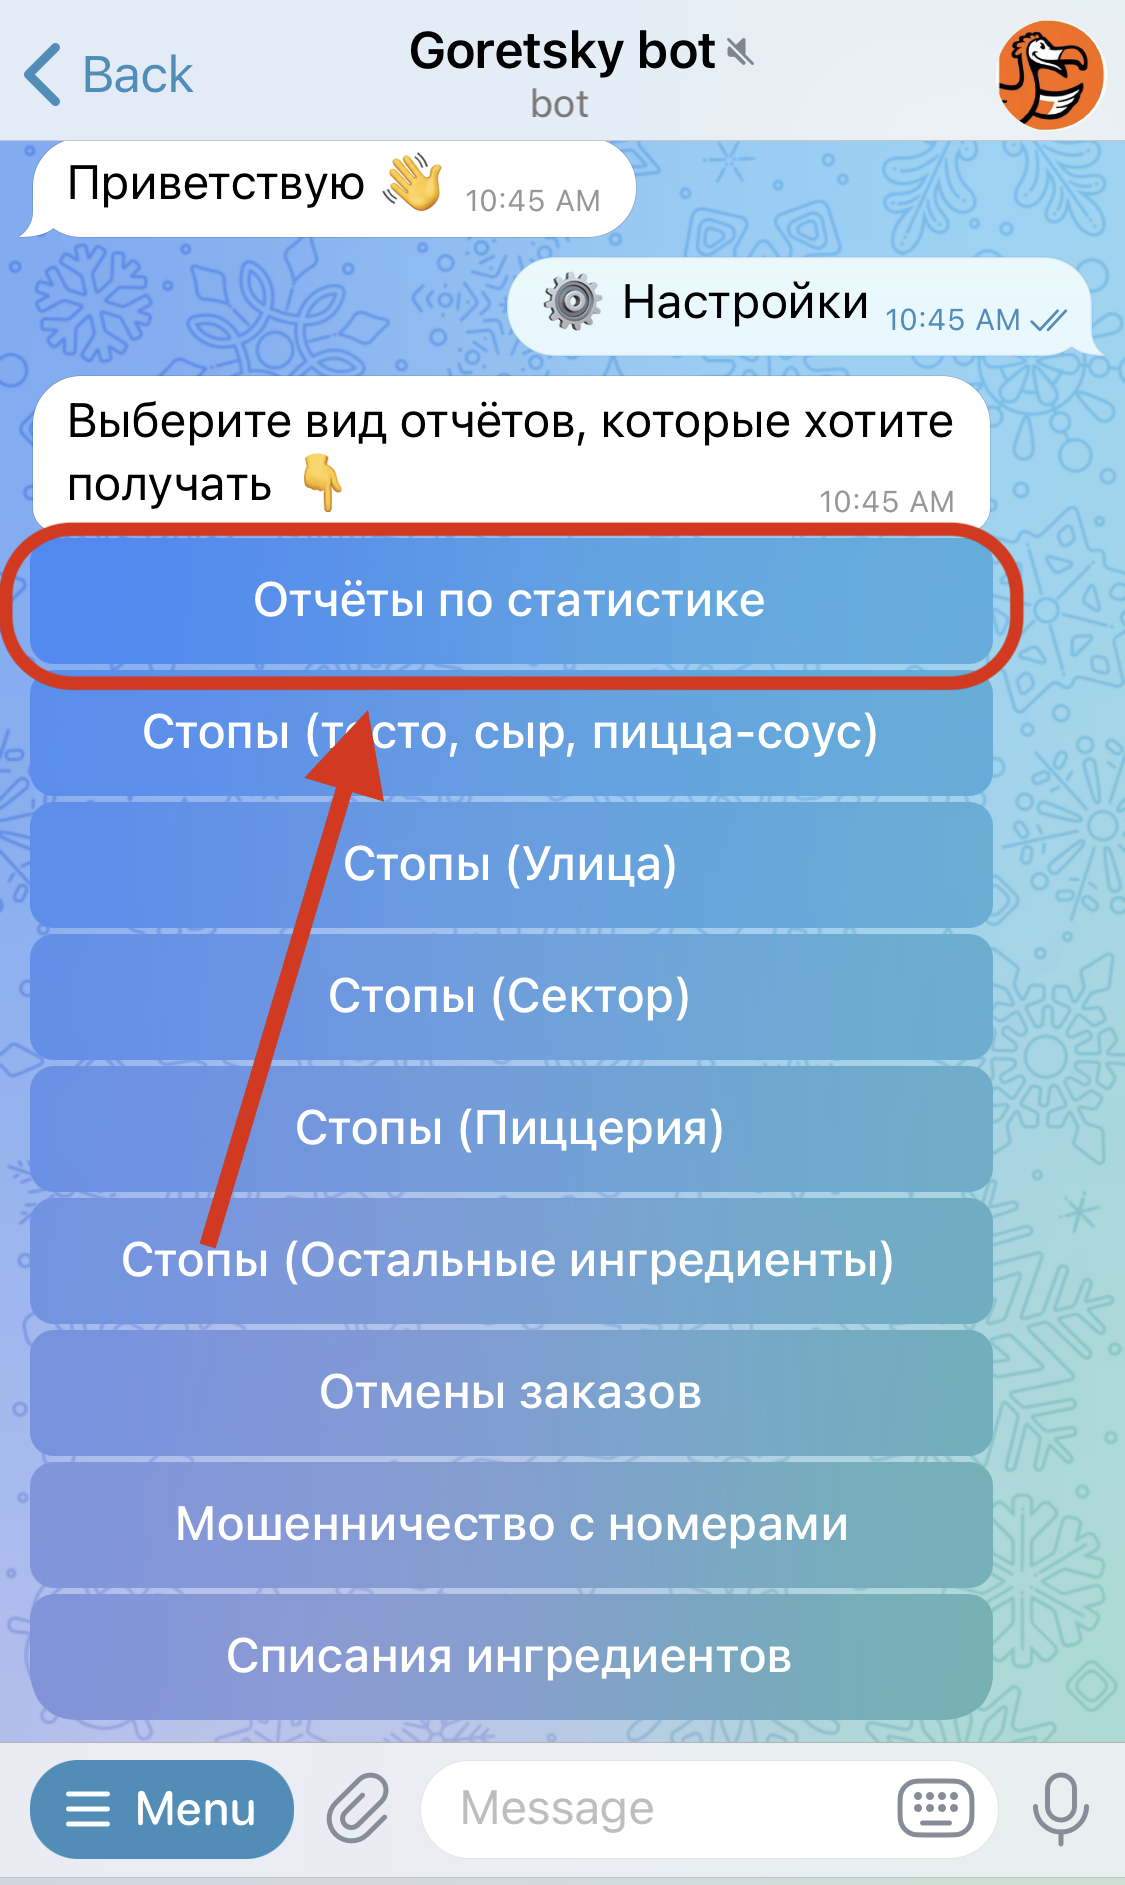 Back
Goretsky bot
bot
Приветствую 👋 10:45 AM
⚙️ Настройки 10:45 AM
Выберите вид отчётов, которые хотите
получать 👇 10:45 AM
Отчёты по статистике
Стопы (тесто, сыр, пицца-соус)
Стопы (Улица)
Стопы (Сектор)
Стопы (Пиццерия)
Стопы (Остальные ингредиенты)
Отмены заказов
Мошенничество с номерами
Списания ингредиентов
Menu
Message